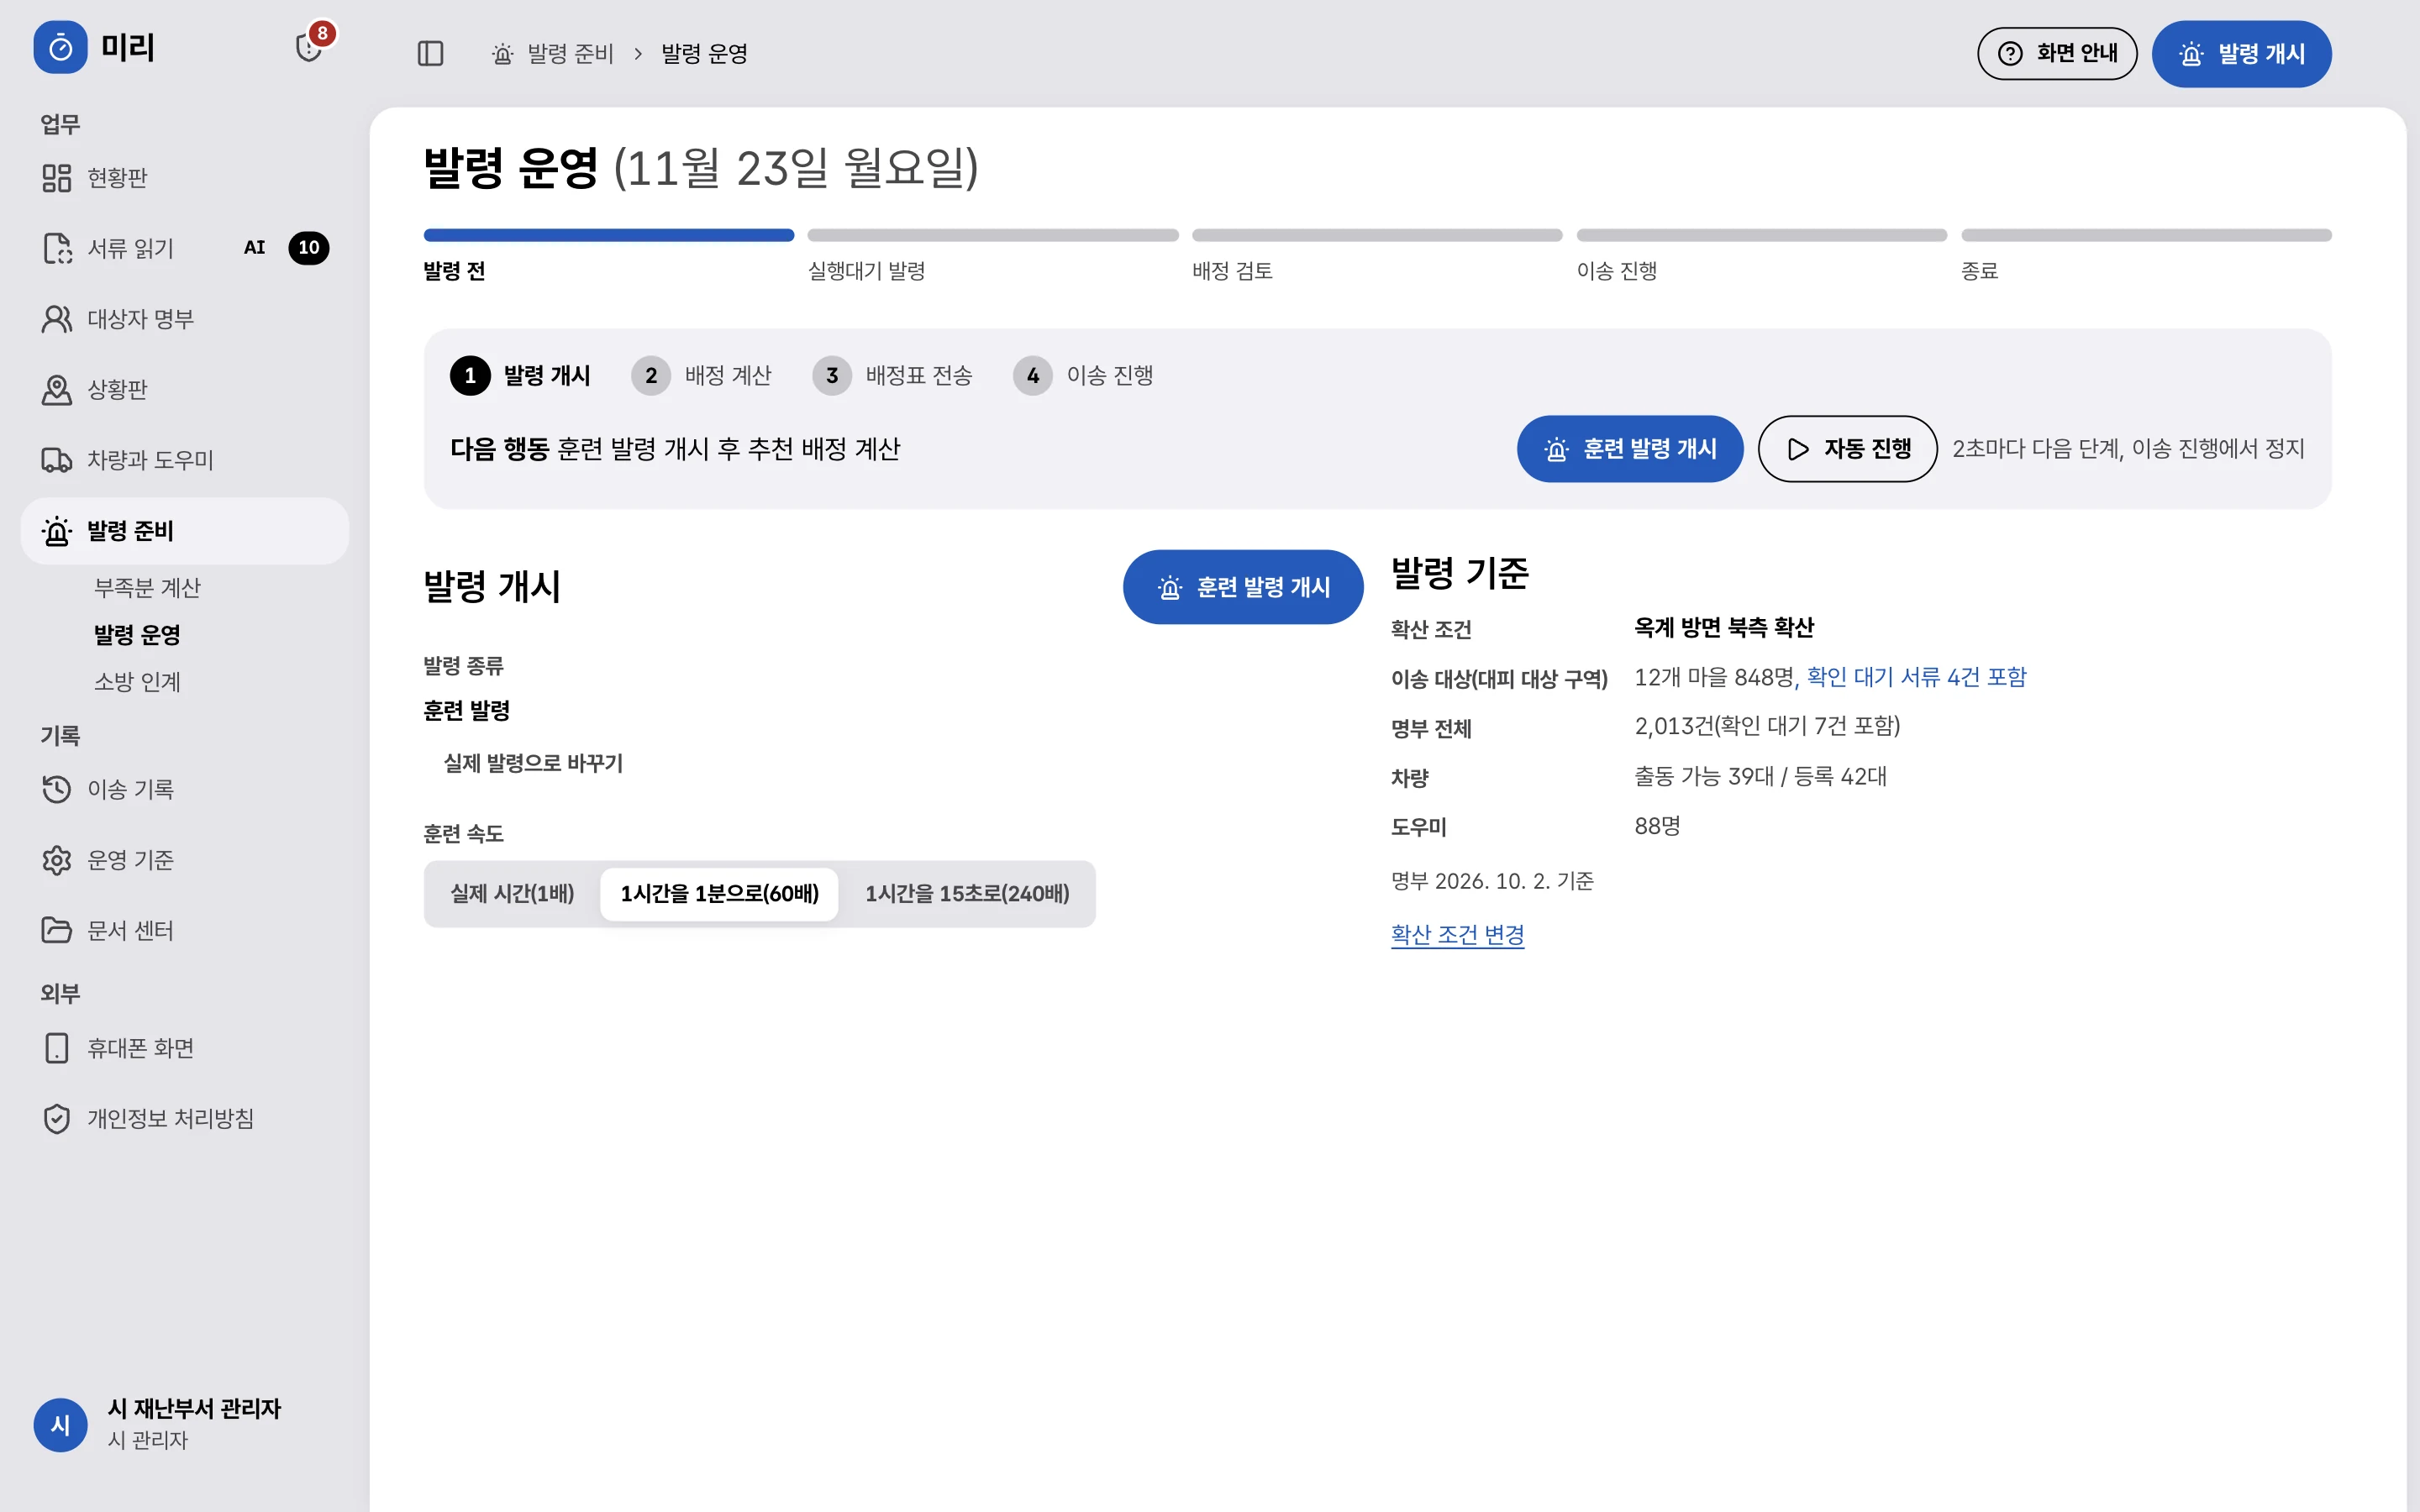 미리
8
업무
현황판
서류 읽기 AI 10
대상자 명부
상황판
차량과 도우미
발령 준비
부족분 계산
발령 운영
소방 인계
기록
이송 기록
운영 기준
문서 센터
외부
휴대폰 화면
개인정보 처리방침
시
시 재난부서 관리자
시 관리자
발령 준비 > 발령 운영
화면 안내
발령 개시
발령 운영 (11월 23일 월요일)
발령 전
실행대기 발령
배정 검토
이송 진행
종료
1 발령 개시
2 배정 계산
3 배정표 전송
4 이송 진행
다음 행동 훈련 발령 개시 후 추천 배정 계산
훈련 발령 개시
자동 진행
2초마다 다음 단계, 이송 진행에서 정지
발령 개시
훈련 발령 개시
발령 종류
훈련 발령
실제 발령으로 바꾸기
훈련 속도
실제 시간(1배)
1시간을 1분으로(60배)
1시간을 15초로(240배)
발령 기준
확산 조건 옥계 방면 북측 확산
이송 대상(대피 대상 구역) 12개 마을 848명, 확인 대기 서류 4건 포함
명부 전체 2,013건(확인 대기 7건 포함)
차량 출동 가능 39대 / 등록 42대
도우미 88명
명부 2026. 10. 2. 기준
확산 조건 변경